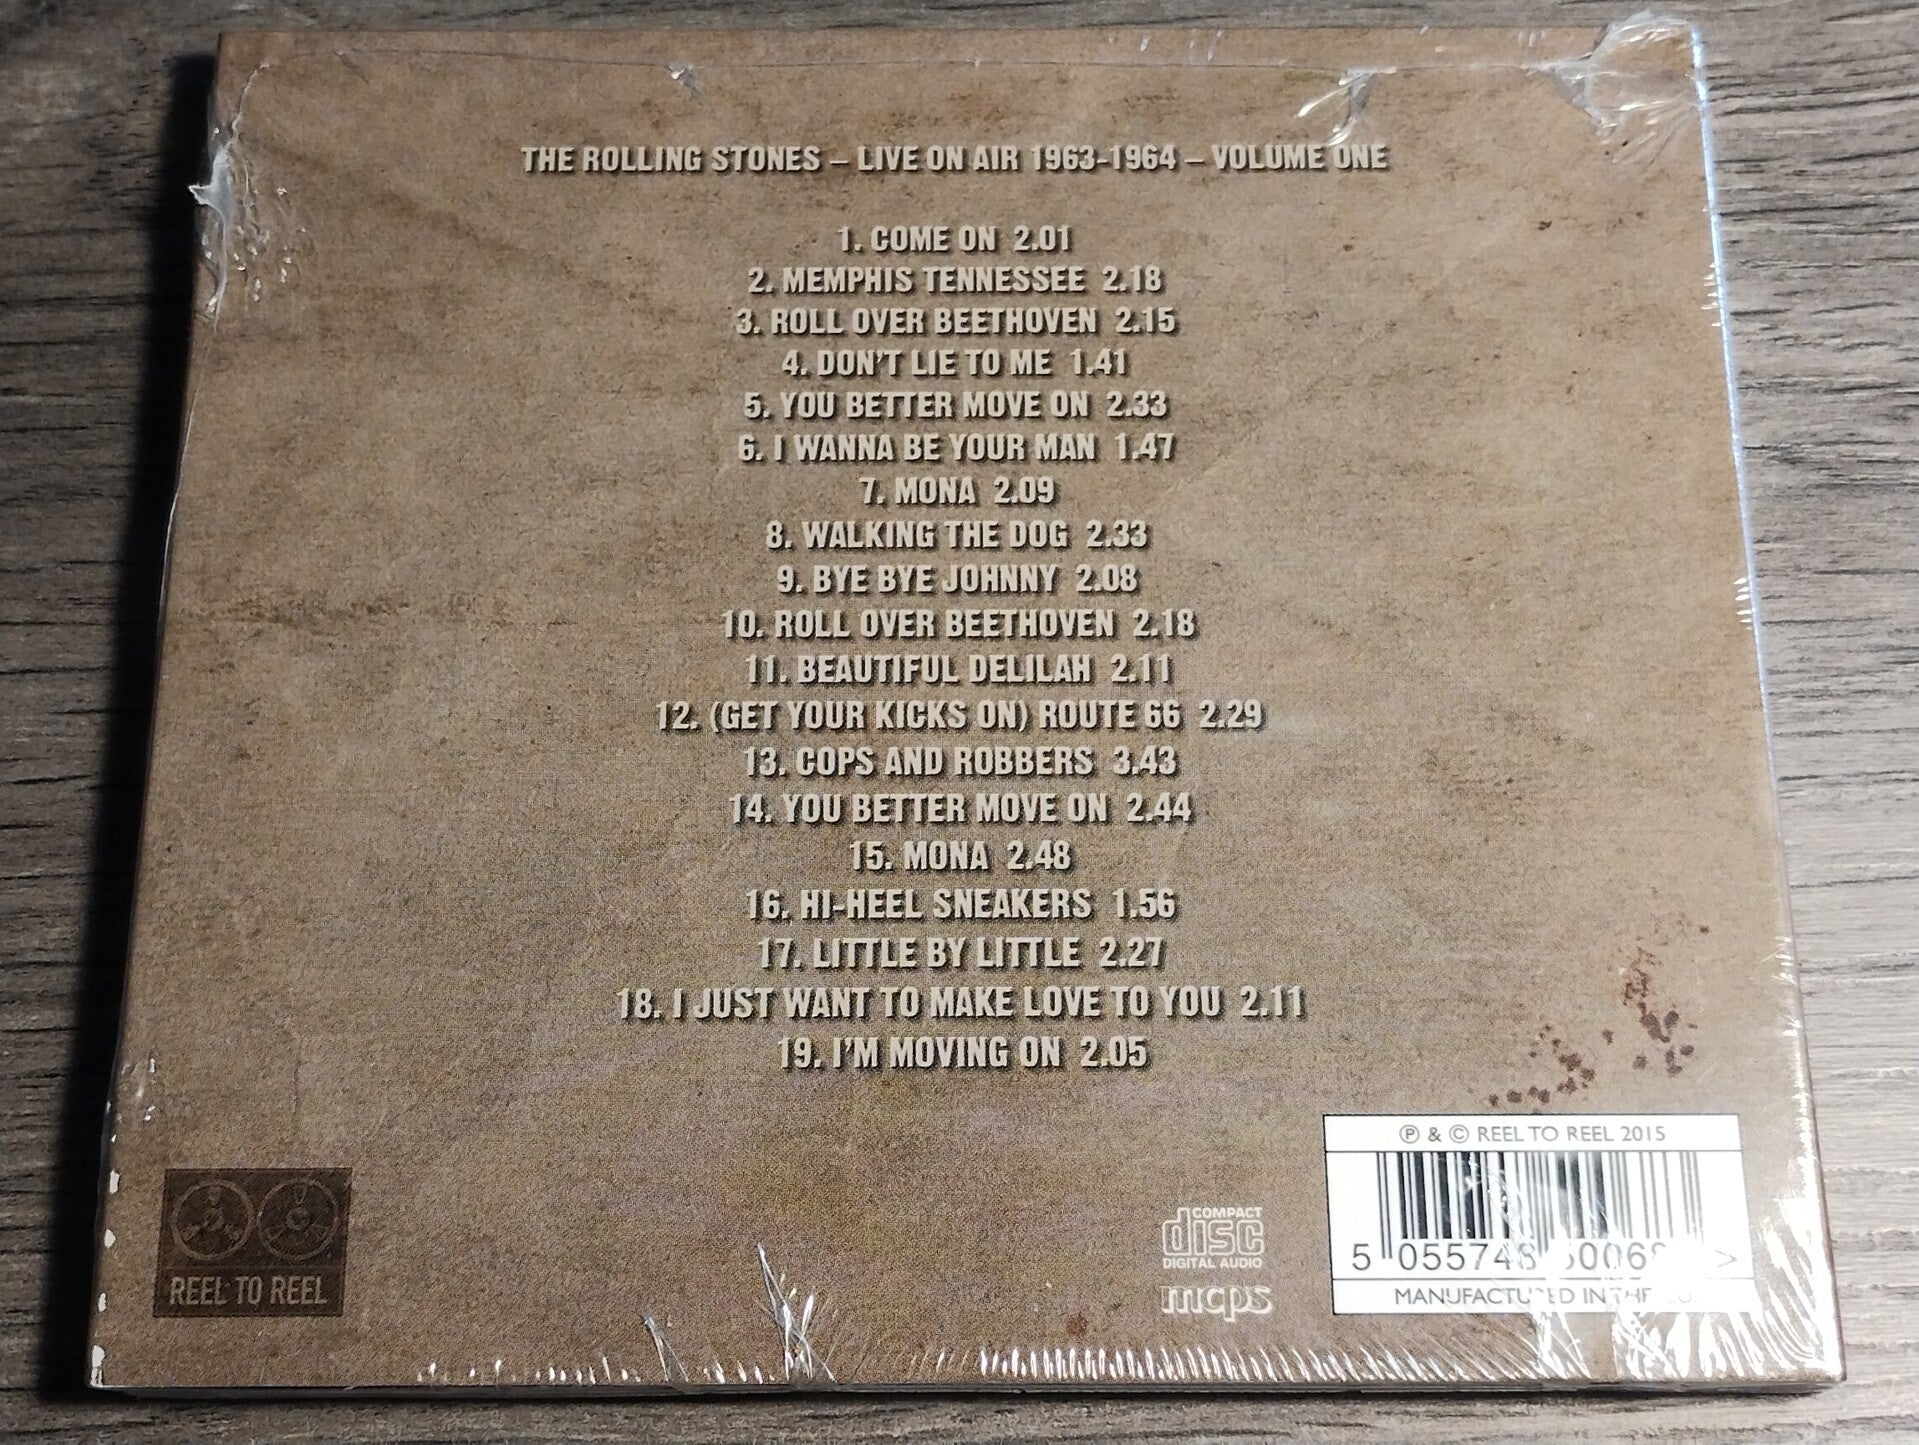 THE ROLLING STONES – LIVE ON AIR 1963-1964 – VOLUME ONE
1. COME ON 2.01
2. MEMPHIS TENNESSEE 2.18
3. ROLL OVER BEETHOVEN 2.15
4. DON'T LIE TO ME 1.41
5. YOU BETTER MOVE ON 2.33
6. I WANNA BE YOUR MAN 1.47
7. MONA 2.09
8. WALKING THE DOG 2.33
9. BYE BYE JOHNNY 2.08
10. ROLL OVER BEETHOVEN 2.18
11. BEAUTIFUL DELILAH 2.11
12. (GET YOUR KICKS ON) ROUTE 66 2.29
13. COPS AND ROBBERS 3.43
14. YOU BETTER MOVE ON 2.44
15. MONA 2.48
16. HI-HEEL SNEAKERS 1.56
17. LITTLE BY LITTLE 2.27
18. I JUST WANT TO MAKE LOVE TO YOU 2.11
19. I'M MOVING ON 2.05
REEL TO REEL
COMPACT
disc
DIGITAL AUDIO
mcps
℗ & © REEL TO REEL 2015
5 055748
MANUFACTURED IN THE